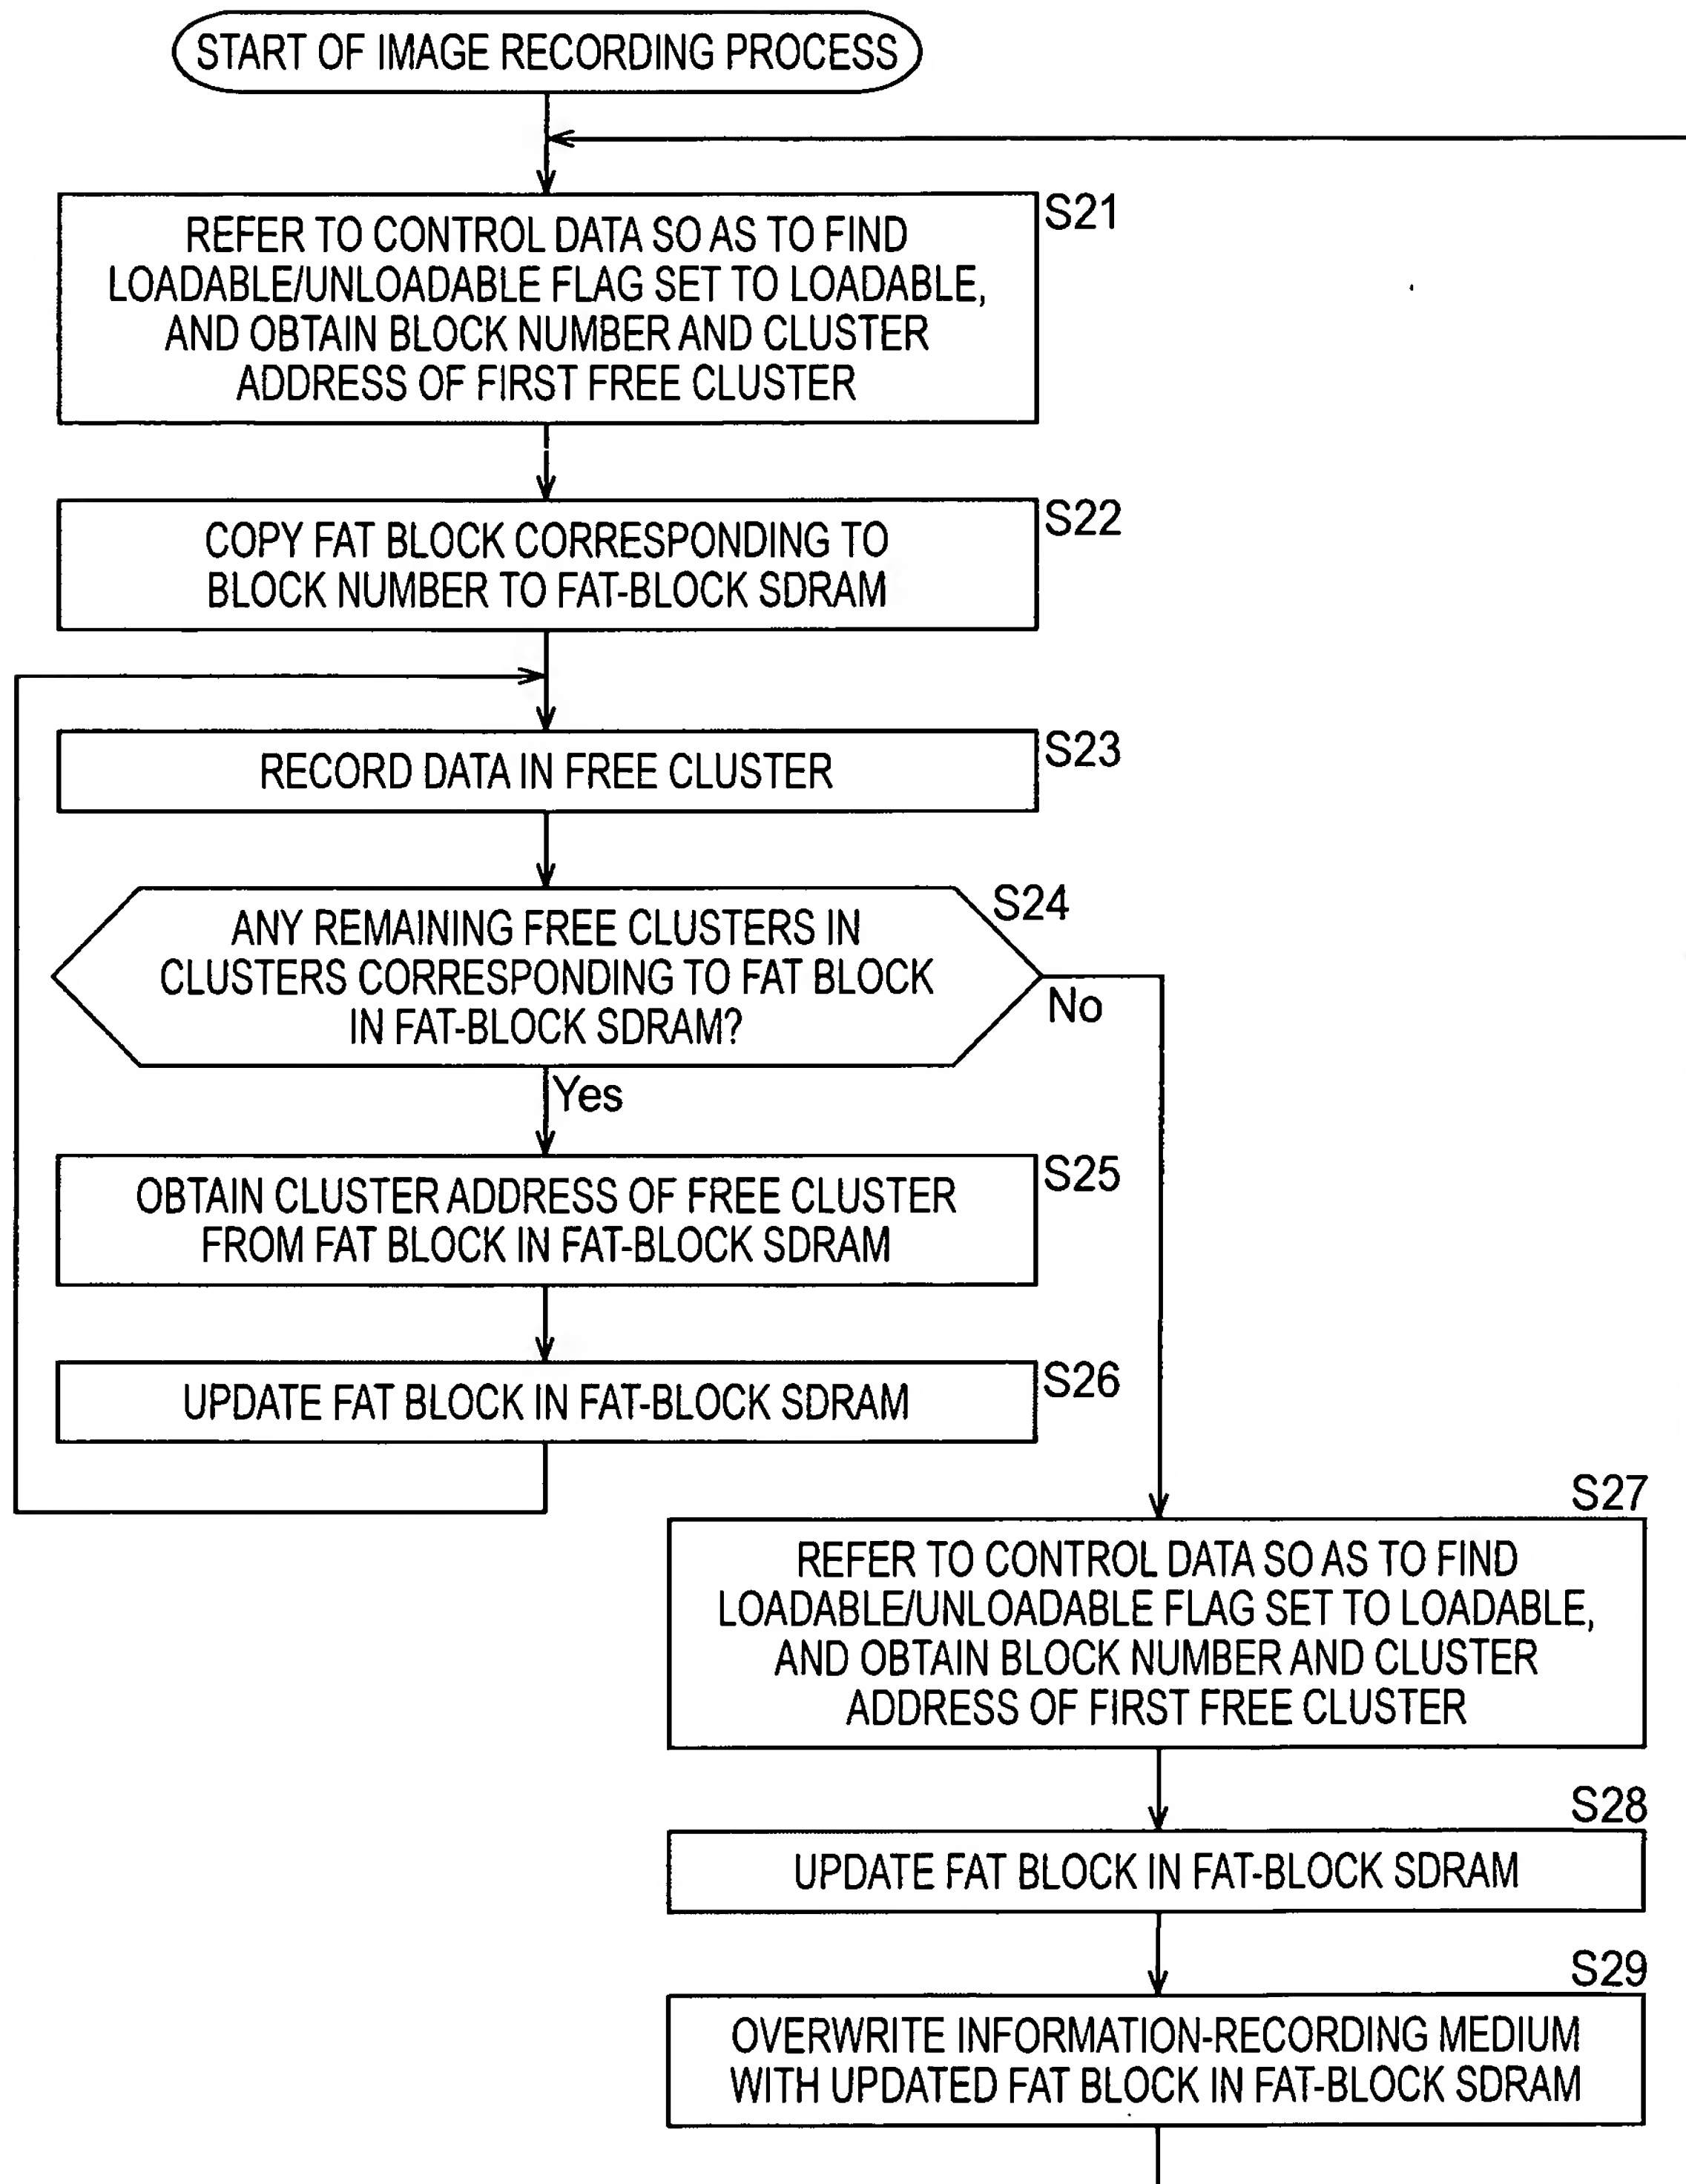 START OF IMAGE RECORDING PROCESS
S21
REFER TO CONTROL DATA SO AS TO FIND
LOADABLE/UNLOADABLE FLAG SET TO LOADABLE,
AND OBTAIN BLOCK NUMBER AND CLUSTER
ADDRESS OF FIRST FREE CLUSTER
S22
COPY FAT BLOCK CORRESPONDING TO
BLOCK NUMBER TO FAT-BLOCK SDRAM
S23
RECORD DATA IN FREE CLUSTER
S24
ANY REMAINING FREE CLUSTERS IN
CLUSTERS CORRESPONDING TO FAT BLOCK
IN FAT-BLOCK SDRAM?
No
Yes
S25
OBTAIN CLUSTER ADDRESS OF FREE CLUSTER
FROM FAT BLOCK IN FAT-BLOCK SDRAM
S26
UPDATE FAT BLOCK IN FAT-BLOCK SDRAM
S27
REFER TO CONTROL DATA SO AS TO FIND
LOADABLE/UNLOADABLE FLAG SET TO LOADABLE,
AND OBTAIN BLOCK NUMBER AND CLUSTER
ADDRESS OF FIRST FREE CLUSTER
S28
UPDATE FAT BLOCK IN FAT-BLOCK SDRAM
S29
OVERWRITE INFORMATION-RECORDING MEDIUM
WITH UPDATED FAT BLOCK IN FAT-BLOCK SDRAM